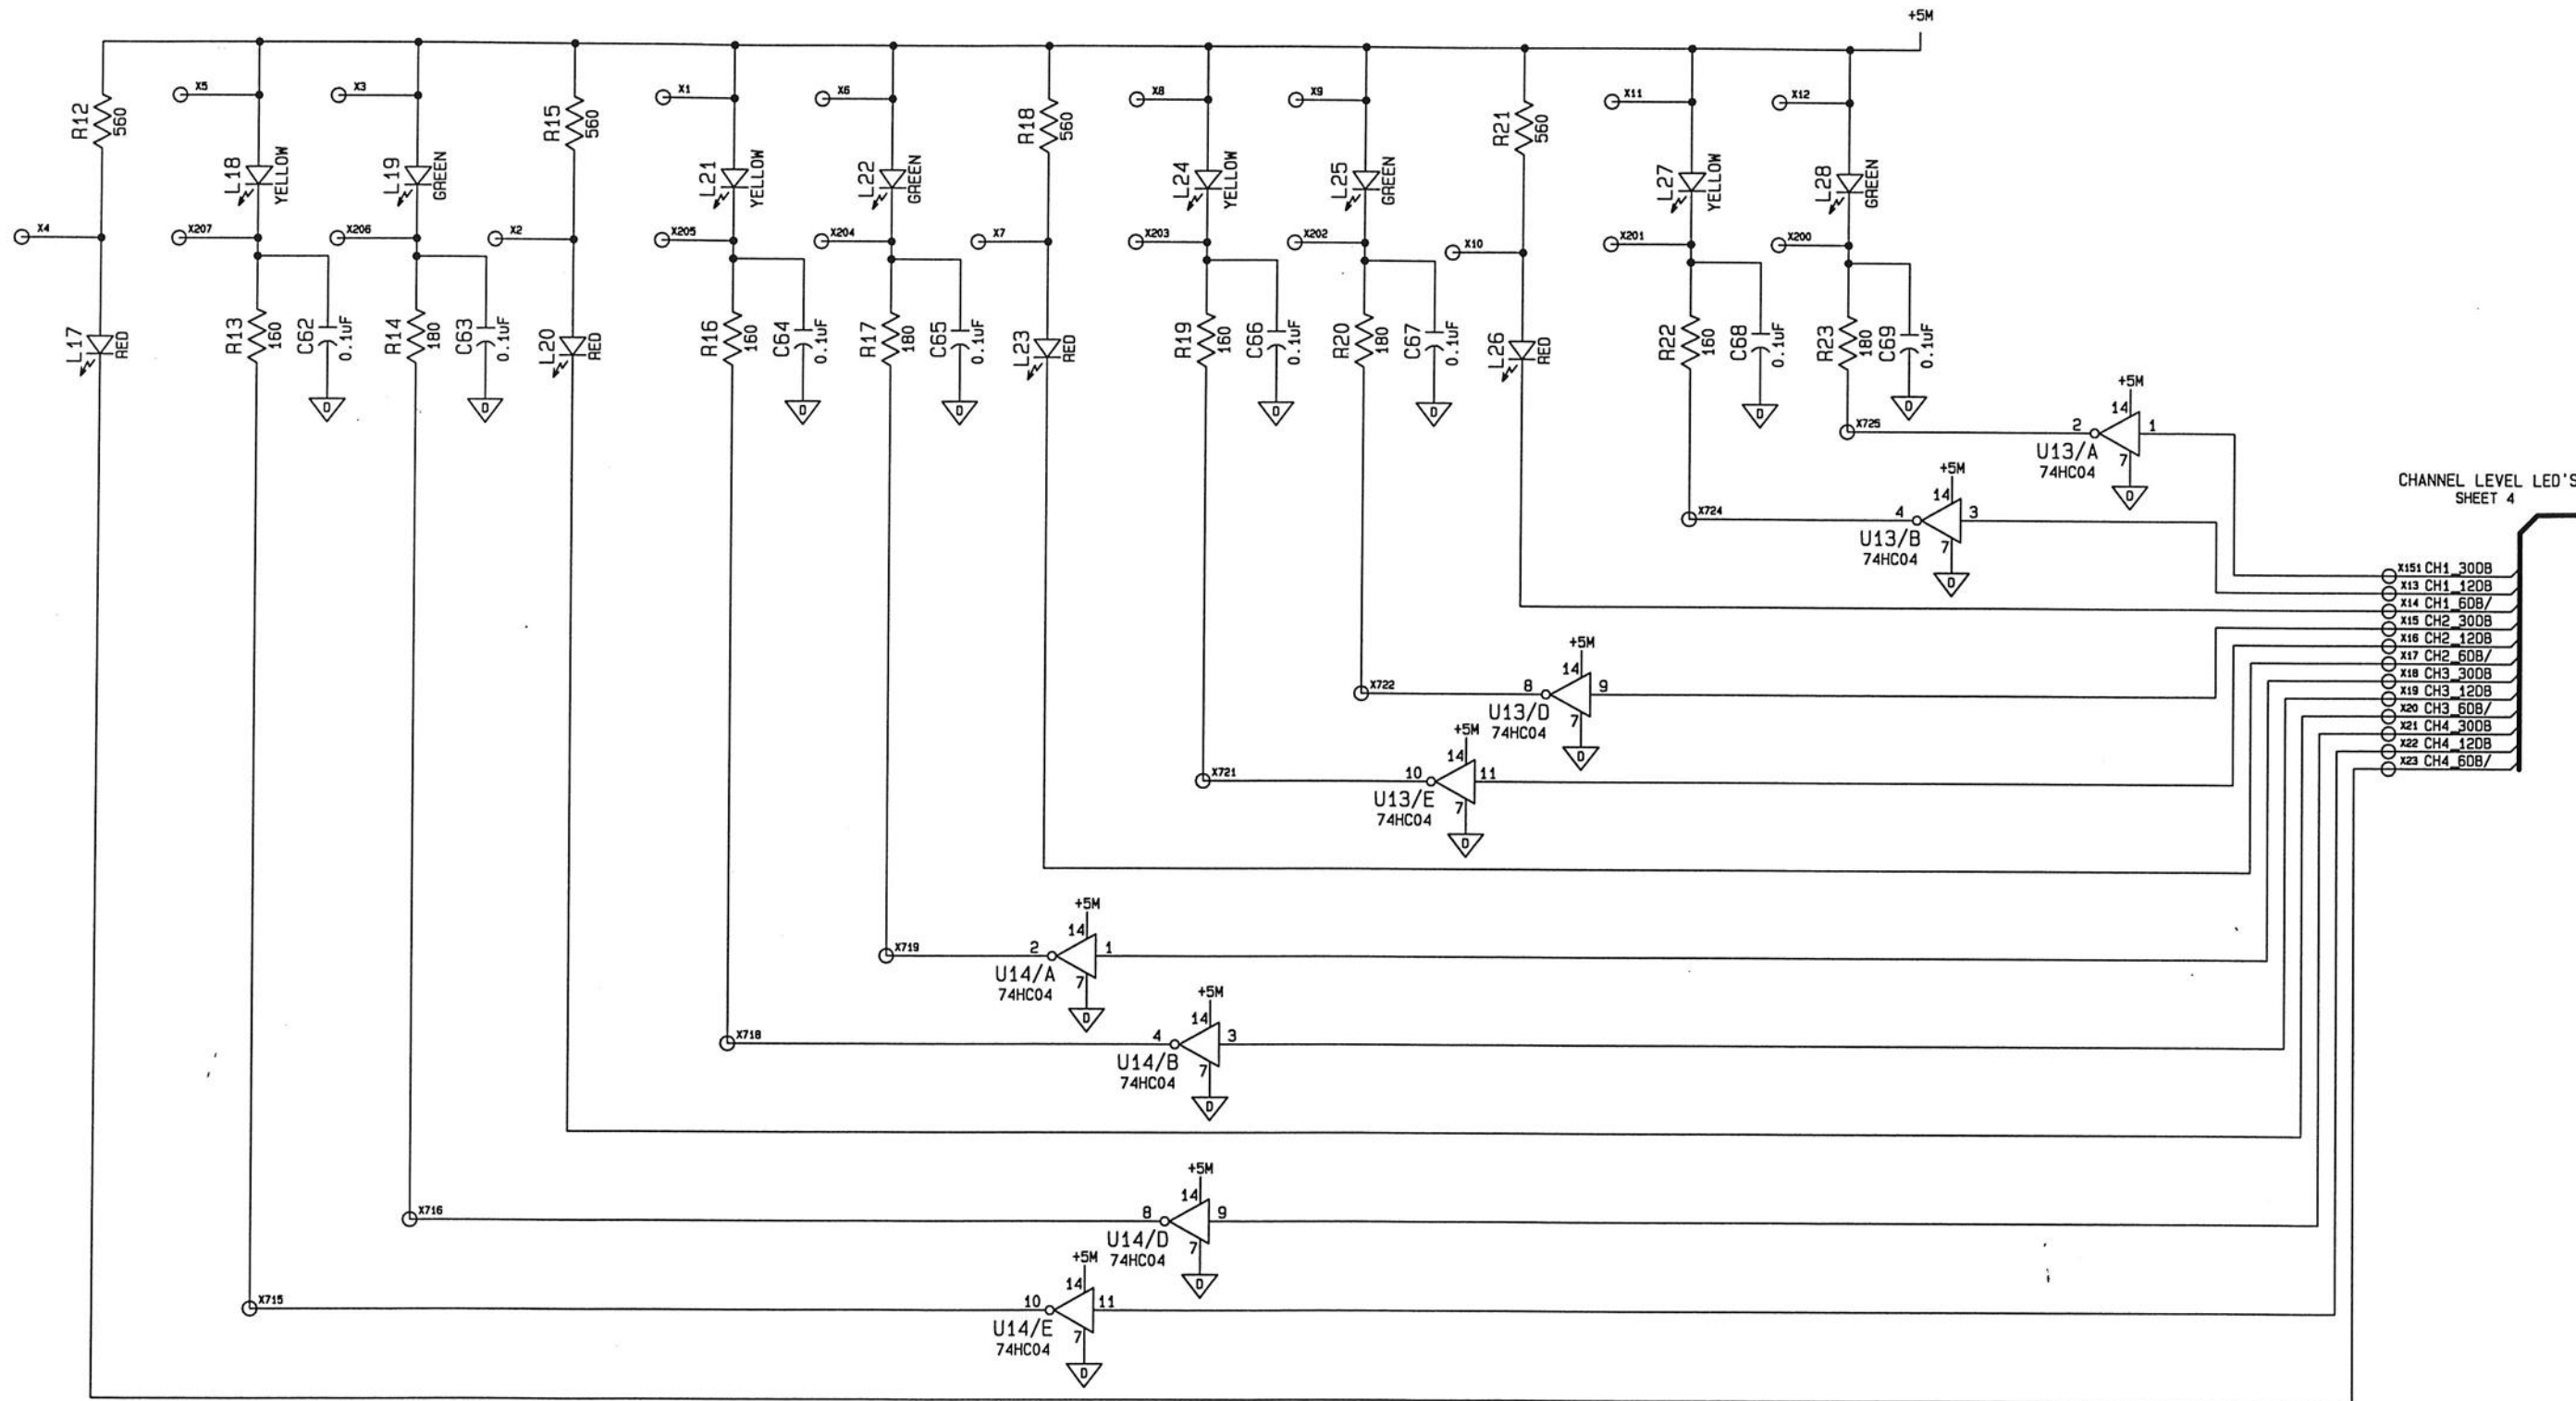 +5M
X5
X3
X1
X6
X8
X9
X11
X12
R12
560
R15
560
R18
560
R21
560
L18
YELLOW
L19
GREEN
L21
YELLOW
L22
GREEN
L24
YELLOW
L25
GREEN
L27
YELLOW
L28
GREEN
X4
X207
X206
X2
X205
X204
X7
X203
X202
X10
X201
X200
L17
RED
R13
160
C62
0.1uF
R14
180
C63
0.1uF
L20
RED
R16
160
C64
0.1uF
R17
180
C65
0.1uF
L23
RED
R19
160
C66
0.1uF
R20
180
C67
0.1uF
L26
RED
R22
160
C68
0.1uF
R23
180
C69
0.1uF
D
D
D
D
D
D
D
D
+5M
14
X725
2
1
U13/A
7
74HC04
D
+5M
14
X724
4
3
U13/B
7
74HC04
D
CHANNEL LEVEL LED'S
SHEET 4
X151 CH1_30DB
X13 CH1_12DB
X14 CH1_6DB/
X15 CH2_30DB
X16 CH2_12DB
X17 CH2_6DB/
X18 CH3_30DB
X19 CH3_12DB
X20 CH3_6DB/
X21 CH4_30DB
X22 CH4_12DB
X23 CH4_6DB/
+5M
14
X722
8
9
U13/D
7
74HC04
D
+5M
14
X721
10
11
U13/E
7
74HC04
D
+5M
14
X719
2
1
U14/A
7
74HC04
D
+5M
14
X718
4
3
U14/B
7
74HC04
D
+5M
14
X716
8
9
U14/D
7
74HC04
D
+5M
14
X715
10
11
U14/E
7
74HC04
D